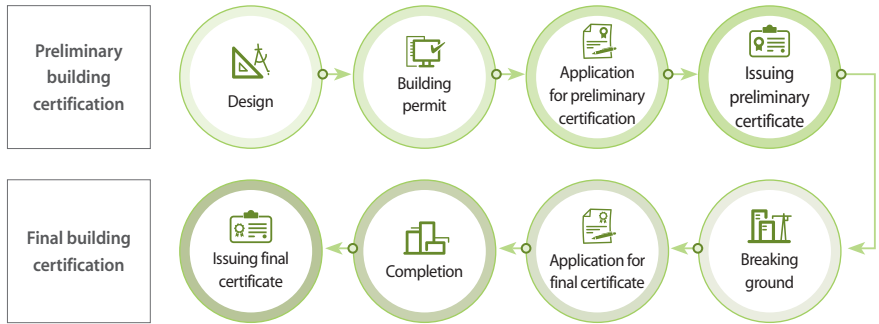 Preliminary
building
certification
Design
Building
permit
Application
for preliminary
certification
Issuing
preliminary
certificate
Final building
certification
Issuing final
certificate
Completion
Application for
final certificate
Breaking
ground